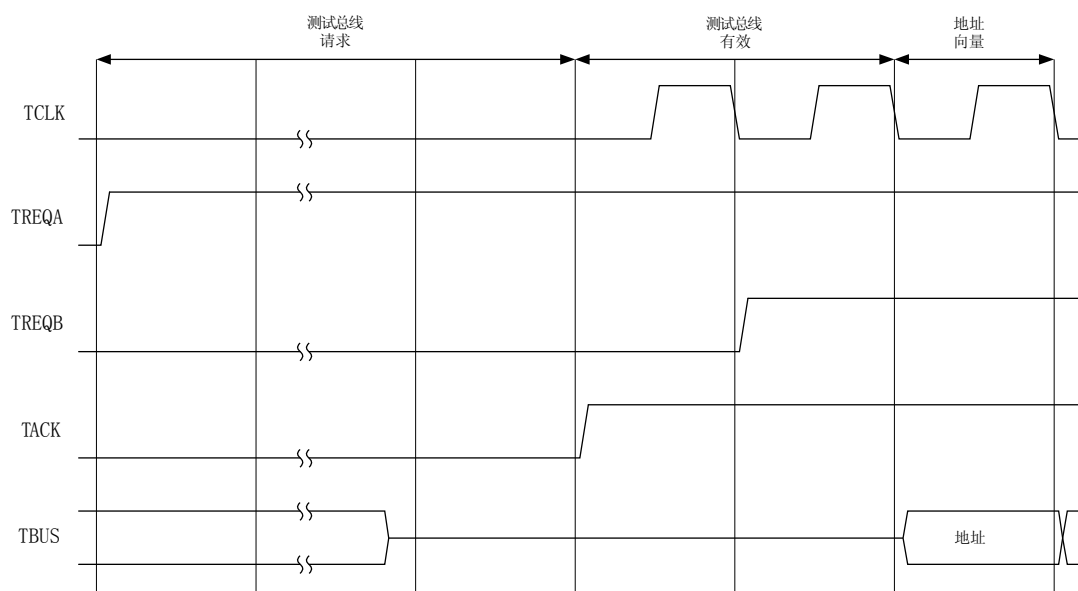 测试总线
请求
测试总线
有效
地址
向量
TCLK
TREQA
TREQB
TACK
TBUS
地址